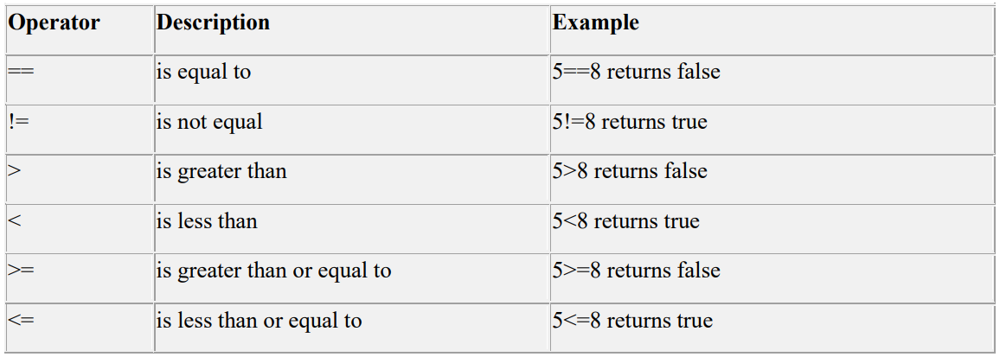 Operator Description Example
== is equal to 5==8 returns false
!= is not equal 5!=8 returns true
> is greater than 5>8 returns false
< is less than 5<8 returns true
>= is greater than or equal to 5>=8 returns false
<= is less than or equal to 5<=8 returns true